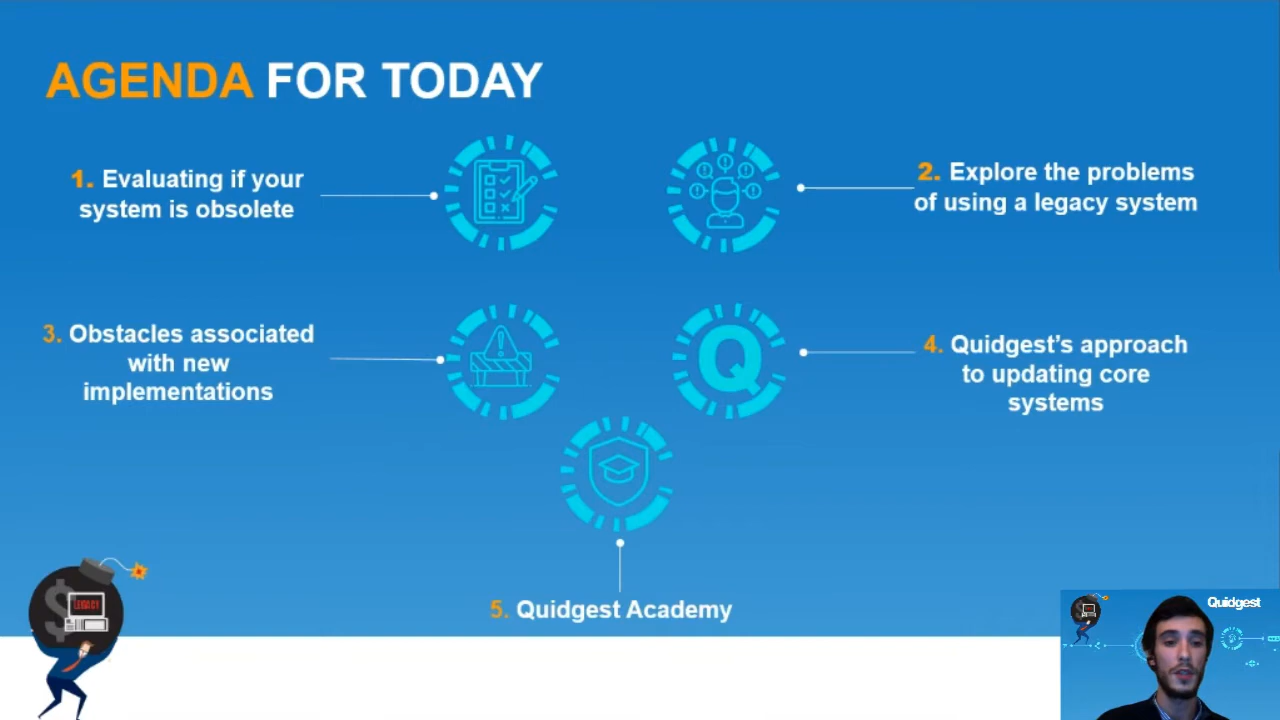 AGENDA FOR TODAY
1. Evaluating if your
system is obsolete
2. Explore the problems
of using a legacy system
3. Obstacles associated
with new
implementations
Q
4. Quidgest’s approach
to updating core
systems
5. Quidgest Academy
$
LEGACY
Quidgest